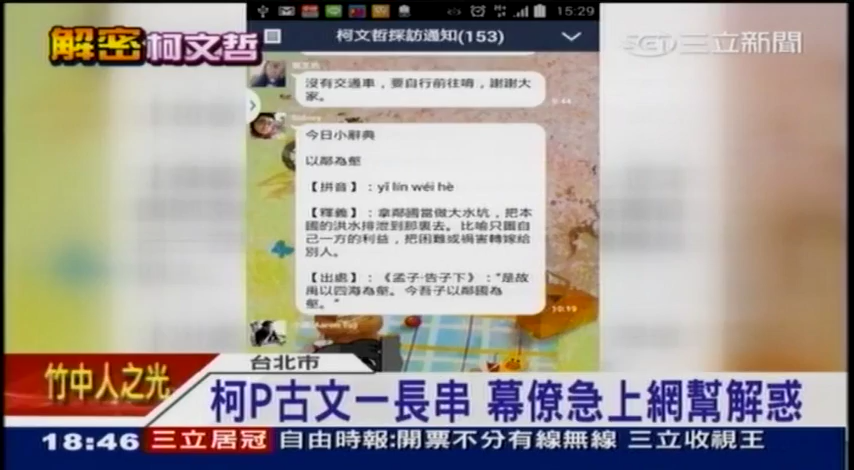 15:29
解密柯文哲
柯文哲採訪通知(153)
SET 三立新聞
沒有交通車，要自行前往唷，謝謝大
家。
9:44
今日小辭典
以鄰為壑
【拼音】：yǐ lín wéi hè
【釋義】：拿鄰國當做大水坑，把本
國的洪水排泄到那裏去。比喻只圖自
己一方的利益，把困難或禍害轉嫁給
別人。
【出處】：《孟子·告子下》："是故
禹以四海為壑。今吾子以鄰國為
壑。"
10:19
竹中人之光
台北市
柯P古文一長串 幕僚急上網幫解惑
18:46 三立居冠 自由時報:開票不分有線無線 三立收視王